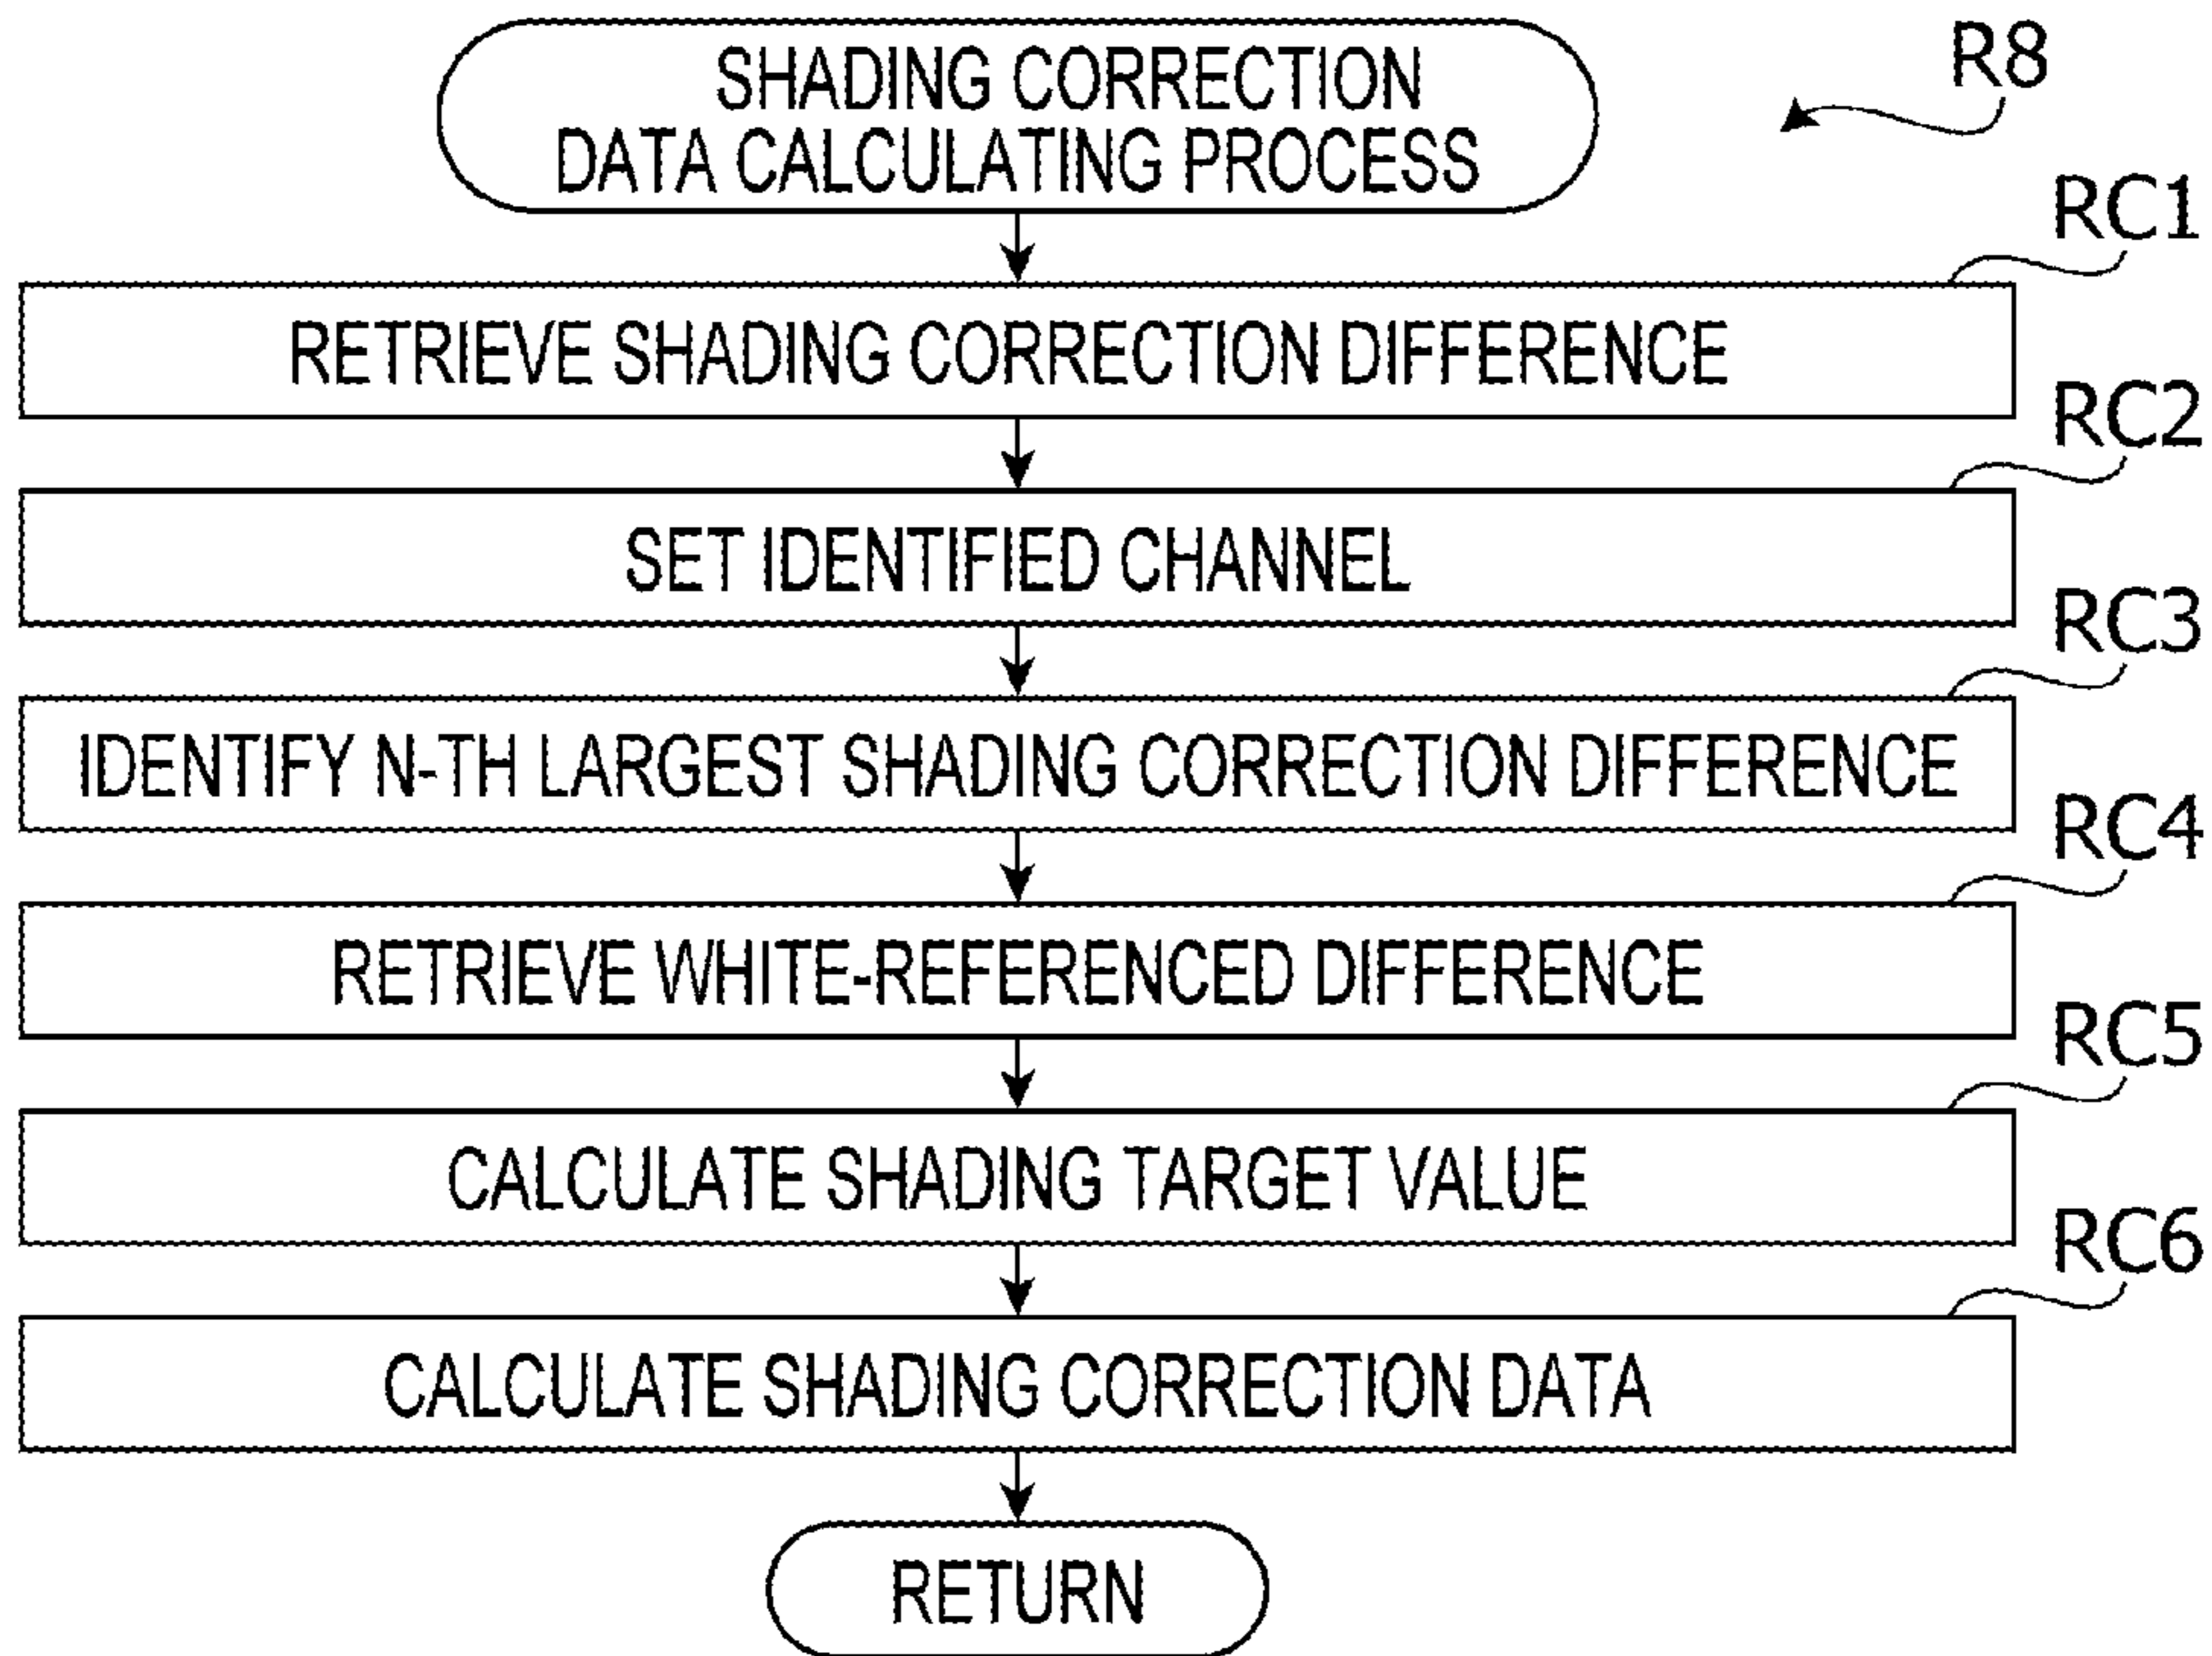 SHADING CORRECTION
DATA CALCULATING PROCESS
R8
RC1
RETRIEVE SHADING CORRECTION DIFFERENCE
RC2
SET IDENTIFIED CHANNEL
RC3
IDENTIFY N-TH LARGEST SHADING CORRECTION DIFFERENCE
RC4
RETRIEVE WHITE-REFERENCED DIFFERENCE
RC5
CALCULATE SHADING TARGET VALUE
RC6
CALCULATE SHADING CORRECTION DATA
RETURN